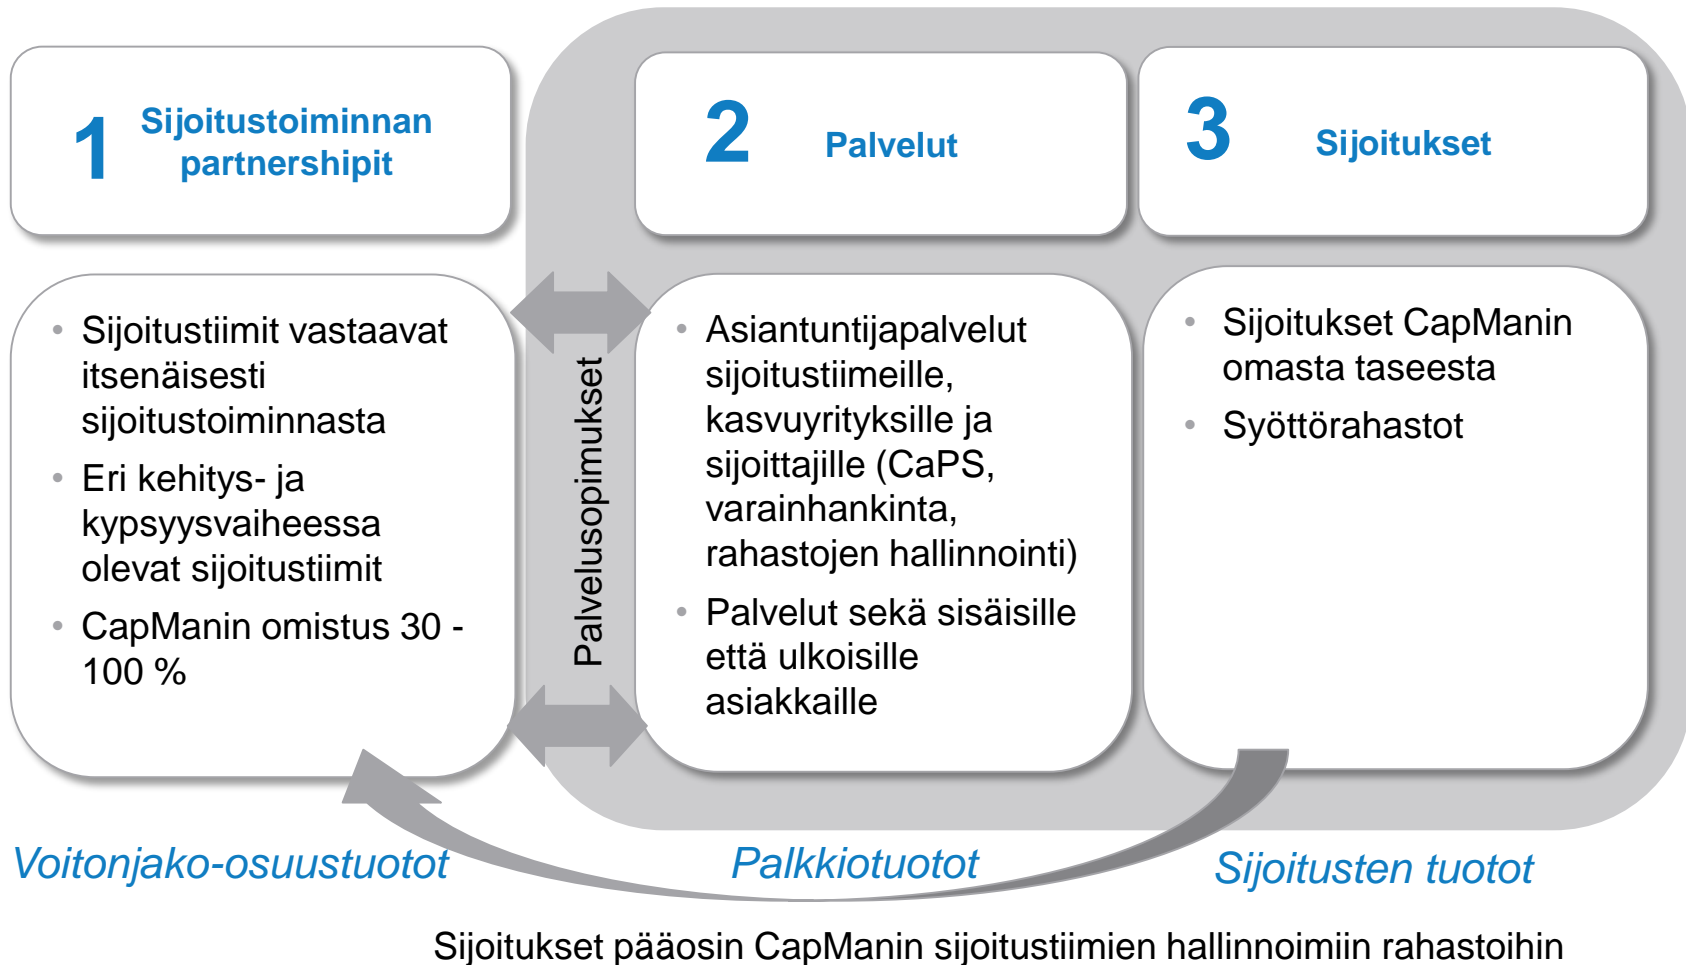 1
Sijoitustoiminnan
partnershipit
2
Palvelut
3
Sijoitukset
• Sijoitustiimit vastaavat
itsenäisesti
sijoitustoiminnasta
• Eri kehitys- ja
kypsyysvaiheessa
olevat sijoitustiimit
• CapManin omistus 30 -
100 %
Palvelusopimukset
• Asiantuntijapalvelut
sijoitustiimeille,
kasvuyrityksille ja
sijoittajille (CaPS,
varainhankinta,
rahastojen hallinnointi)
• Palvelut sekä sisäisille
että ulkoisille
asiakkaille
• Sijoitukset CapManin
omasta taseesta
• Syöttörahastot
Voitonjako-osuustuotot
Palkkiotuotot
Sijoitusten tuotot
Sijoitukset pääosin CapManin sijoitustiimien hallinnoimiin rahastoihin